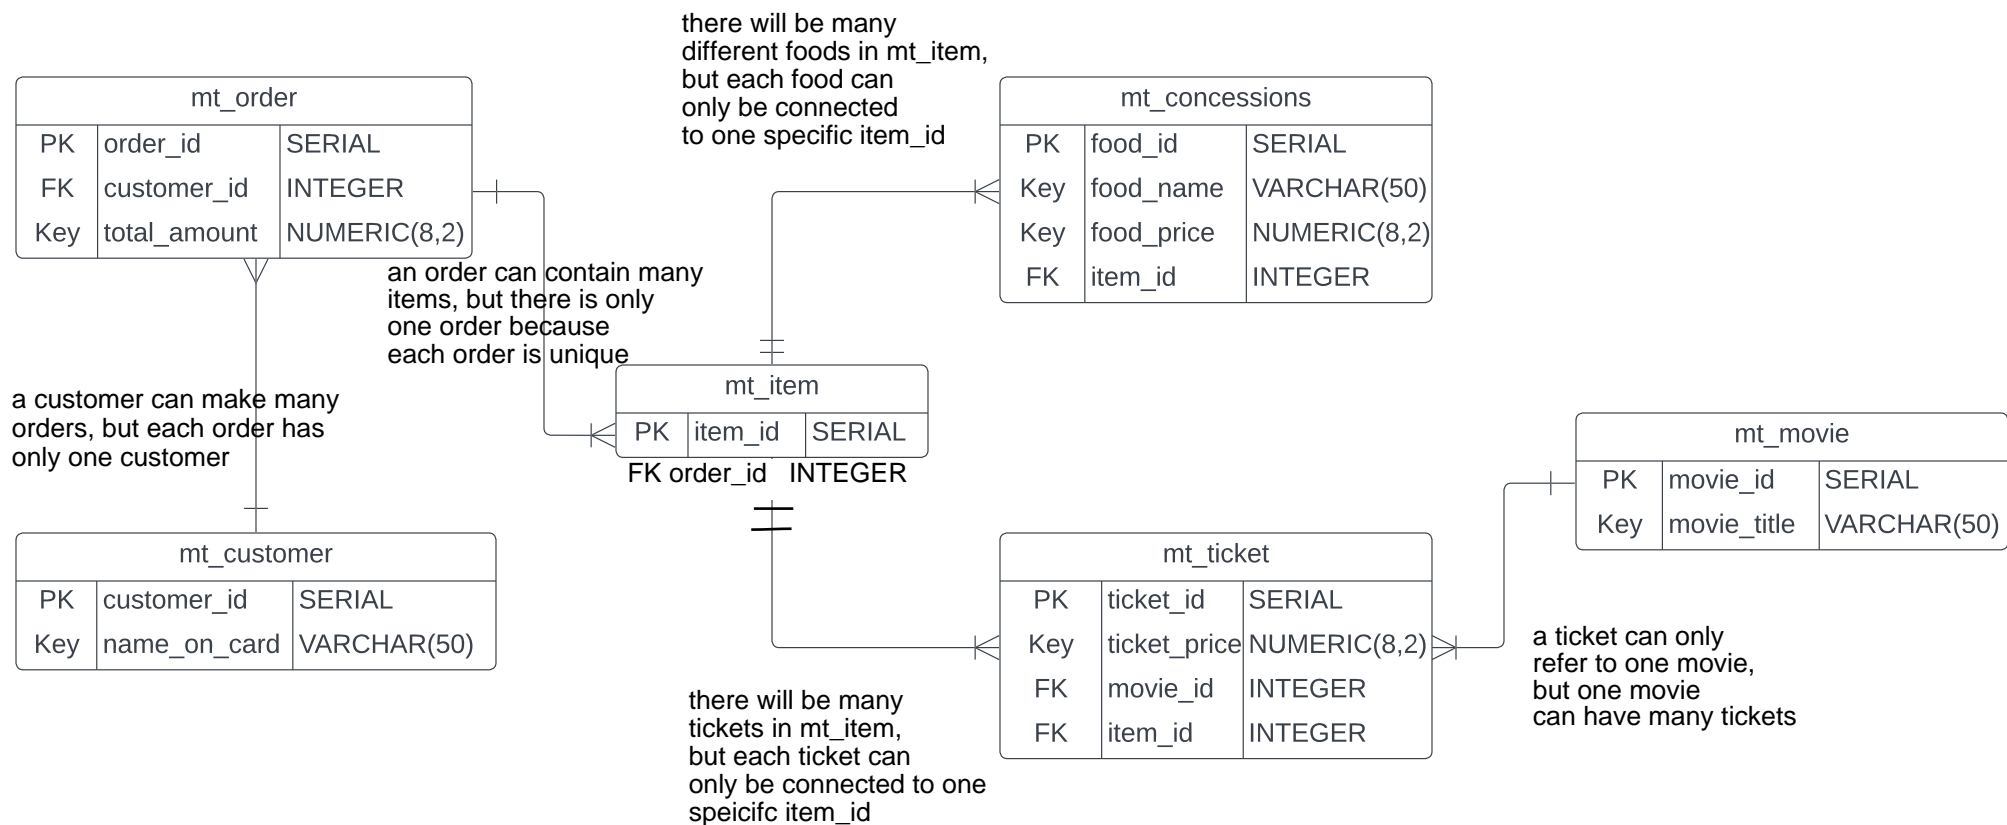 there will be many
different foods in mt_item,
but each food can
only be connected
to one specific item_id
mt_order
PK order_id SERIAL
FK customer_id INTEGER
Key total_amount NUMERIC(8,2)
mt_concessions
PK food_id SERIAL
Key food_name VARCHAR(50)
Key food_price NUMERIC(8,2)
FK item_id INTEGER
an order can contain many
items, but there is only
one order because
each order is unique
a customer can make many
orders, but each order has
only one customer
mt_item
PK item_id SERIAL
FK order_id INTEGER
mt_movie
PK movie_id SERIAL
Key movie_title VARCHAR(50)
mt_customer
PK customer_id SERIAL
Key name_on_card VARCHAR(50)
mt_ticket
PK ticket_id SERIAL
Key ticket_price NUMERIC(8,2)
FK movie_id INTEGER
FK item_id INTEGER
a ticket can only
refer to one movie,
but one movie
can have many tickets
there will be many
tickets in mt_item,
but each ticket can
only be connected to one
speicifc item_id